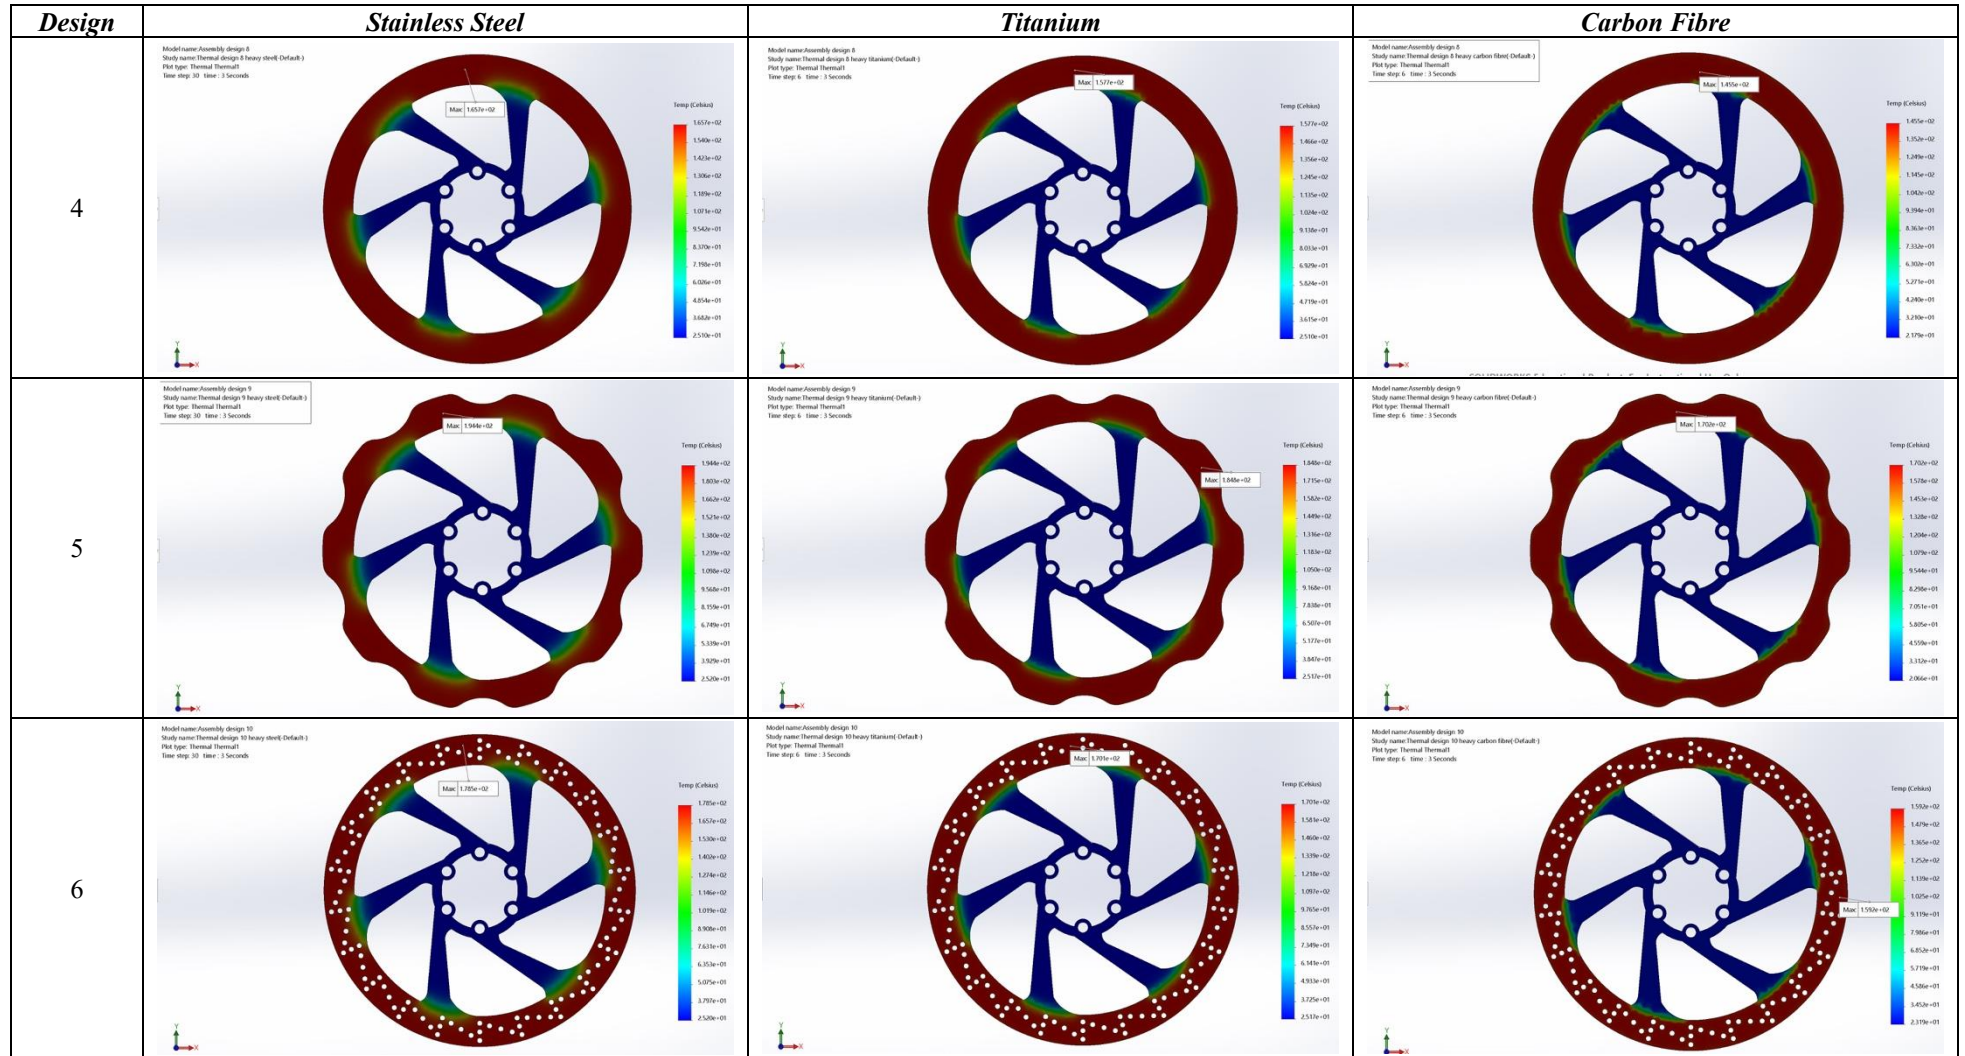 Design Stainless Steel Titanium Carbon Fibre
4
Model name:Assembly design 8
Study name:Thermal design 8 heavy steel(-Default-)
Plot type: Thermal Thermal1
Time step: 30 time : 3 Seconds
Max: 1.657e+02
Temp (Celsius)
1.657e+02
1.540e+02
1.423e+02
1.306e+02
1.189e+02
1.071e+02
9.542e+01
8.370e+01
7.198e+01
6.026e+01
4.854e+01
3.682e+01
2.510e+01
Y
X
Model name:Assembly design 8
Study name:Thermal design 8 heavy titanium(-Default-)
Plot type: Thermal Thermal1
Time step: 6 time : 3 Seconds
Max: 1.577e+02
Temp (Celsius)
1.577e+02
1.466e+02
1.356e+02
1.245e+02
1.135e+02
1.024e+02
9.138e+01
8.033e+01
6.929e+01
5.824e+01
4.719e+01
3.615e+01
2.510e+01
Y
X
Model name:Assembly design 8
Study name:Thermal design 8 heavy carbon fibre(-Default-)
Plot type: Thermal Thermal1
Time step: 6 time : 3 Seconds
Max: 1.455e+02
Temp (Celsius)
1.455e+02
1.352e+02
1.249e+02
1.145e+02
1.042e+02
9.394e+01
8.363e+01
7.332e+01
6.302e+01
5.271e+01
4.240e+01
3.210e+01
2.179e+01
Y
X
5
Model name:Assembly design 9
Study name:Thermal design 9 heavy steel(-Default-)
Plot type: Thermal Thermal1
Time step: 30 time : 3 Seconds
Max: 1.944e+02
Temp (Celsius)
1.944e+02
1.803e+02
1.662e+02
1.521e+02
1.380e+02
1.239e+02
1.098e+02
9.568e+01
8.159e+01
6.749e+01
5.339e+01
3.929e+01
2.520e+01
Y
X
Model name:Assembly design 9
Study name:Thermal design 9 heavy titanium(-Default-)
Plot type: Thermal Thermal1
Time step: 6 time : 3 Seconds
Max: 1.848e+02
Temp (Celsius)
1.848e+02
1.715e+02
1.582e+02
1.449e+02
1.316e+02
1.183e+02
1.050e+02
9.168e+01
7.838e+01
6.507e+01
5.177e+01
3.847e+01
2.517e+01
Y
X
Model name:Assembly design 9
Study name:Thermal design 9 heavy carbon fibre(-Default-)
Plot type: Thermal Thermal1
Time step: 6 time : 3 Seconds
Max: 1.702e+02
Temp (Celsius)
1.702e+02
1.578e+02
1.453e+02
1.328e+02
1.204e+02
1.079e+02
9.544e+01
8.298e+01
7.051e+01
5.805e+01
4.559e+01
3.312e+01
2.066e+01
Y
X
6
Model name:Assembly design 10
Study name:Thermal design 10 heavy steel(-Default-)
Plot type: Thermal Thermal1
Time step: 30 time : 3 Seconds
Max: 1.785e+02
Temp (Celsius)
1.785e+02
1.657e+02
1.530e+02
1.402e+02
1.274e+02
1.146e+02
1.019e+02
8.908e+01
7.631e+01
6.353e+01
5.075e+01
3.797e+01
2.520e+01
Y
X
Model name:Assembly design 10
Study name:Thermal design 10 heavy titanium(-Default-)
Plot type: Thermal Thermal1
Time step: 6 time : 3 Seconds
Max: 1.701e+02
Temp (Celsius)
1.701e+02
1.581e+02
1.460e+02
1.339e+02
1.218e+02
1.097e+02
9.765e+01
8.557e+01
7.349e+01
6.141e+01
4.933e+01
3.725e+01
2.517e+01
Y
X
Model name:Assembly design 10
Study name:Thermal design 10 heavy carbon fibre(-Default-)
Plot type: Thermal Thermal1
Time step: 6 time : 3 Seconds
Max: 1.592e+02
Temp (Celsius)
1.592e+02
1.479e+02
1.365e+02
1.252e+02
1.139e+02
1.025e+02
9.119e+01
7.986e+01
6.852e+01
5.719e+01
4.586e+01
3.452e+01
2.319e+01
Y
X